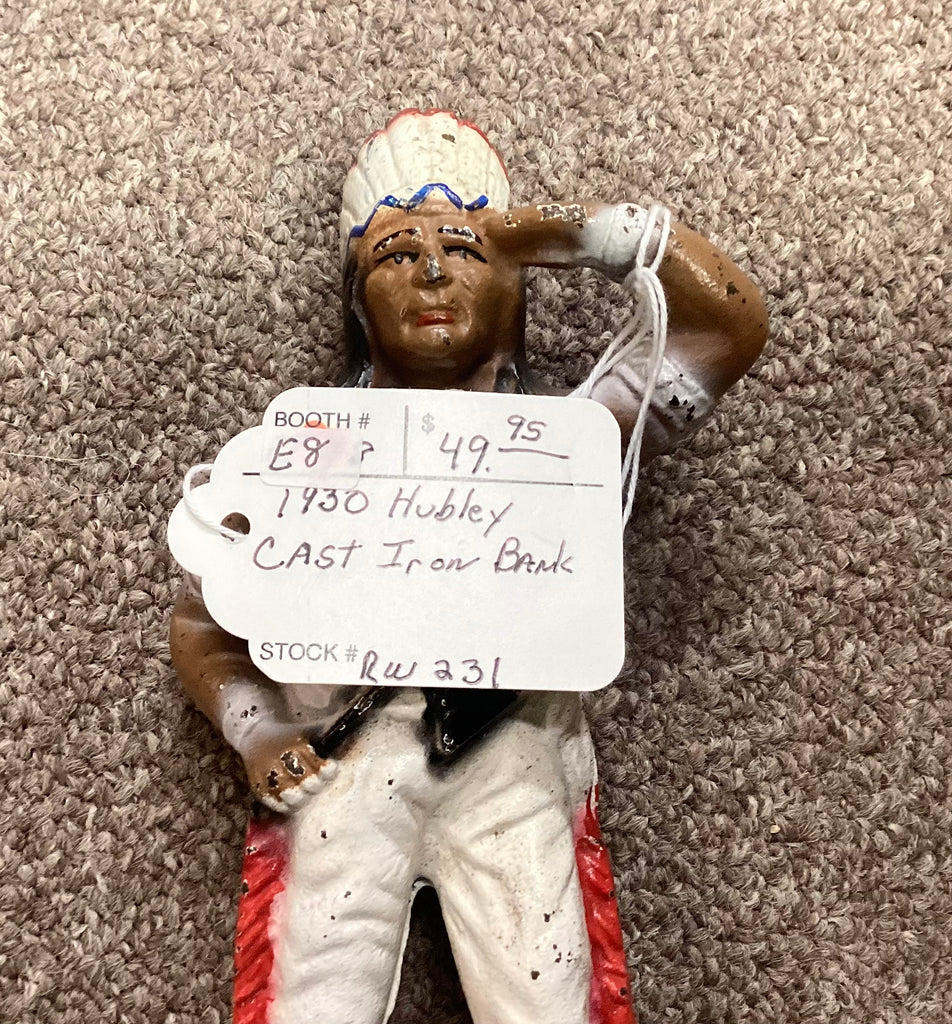 BOOTH # $ 49.95
E8
1930 Hubley
CAST Iron Bank
STOCK # RW 231